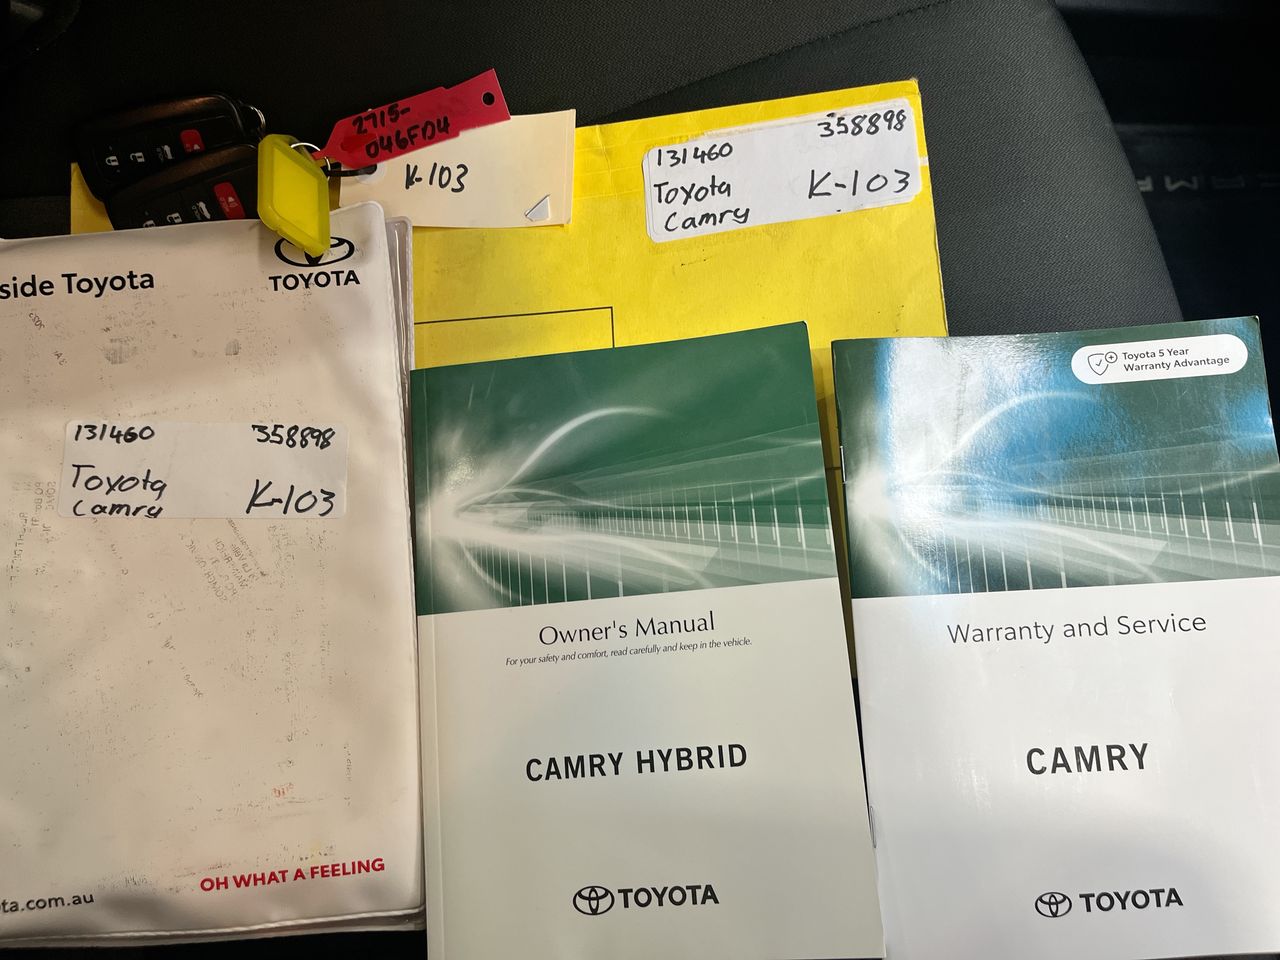 2715-
046FD4
K-103
131460 358898
Toyota K-103
Camry
side Toyota
TOYOTA
131460 358898
Toyota K-103
Camry
OH WHAT A FEELING
ta.com.au
Owner's Manual
For your safety and comfort, read carefully and keep in the vehicle.
CAMRY HYBRID
TOYOTA
Toyota 5 Year
Warranty Advantage
Warranty and Service
CAMRY
TOYOTA